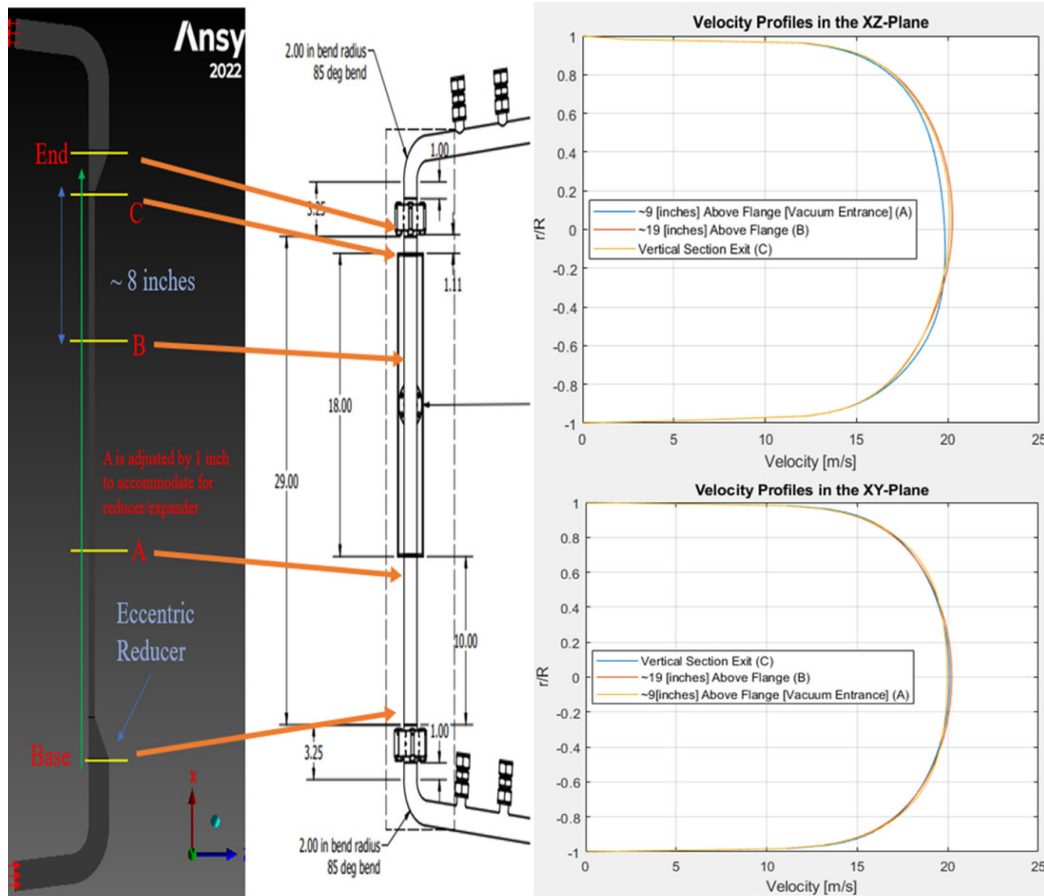 Ansy
2022
End
C
~ 8 inches
B
A is adjusted by 1 inch
to accommodate for
reducer/expander
A
Eccentric
Reducer
Base
x
2.00 in bend radius
85 deg bend
1.00
3.25
1.11
18.00
29.00
10.00
1.00
3.25
2.00 in bend radius
85 deg bend
Velocity Profiles in the XZ-Plane
1
0.8
0.6
0.4
0.2
0
-0.2
-0.4
-0.6
-0.8
-1
r/R
~9 [inches] Above Flange [Vacuum Entrance] (A)
~19 [inches] Above Flange (B)
Vertical Section Exit (C)
0 5 10 15 20 25
Velocity [m/s]
Velocity Profiles in the XY-Plane
1
0.8
0.6
0.4
0.2
0
-0.2
-0.4
-0.6
-0.8
-1
r/R
Vertical Section Exit (C)
~19 [inches] Above Flange (B)
~9[inches] Above Flange [Vacuum Entrance] (A)
0 5 10 15 20 25
Velocity [m/s]